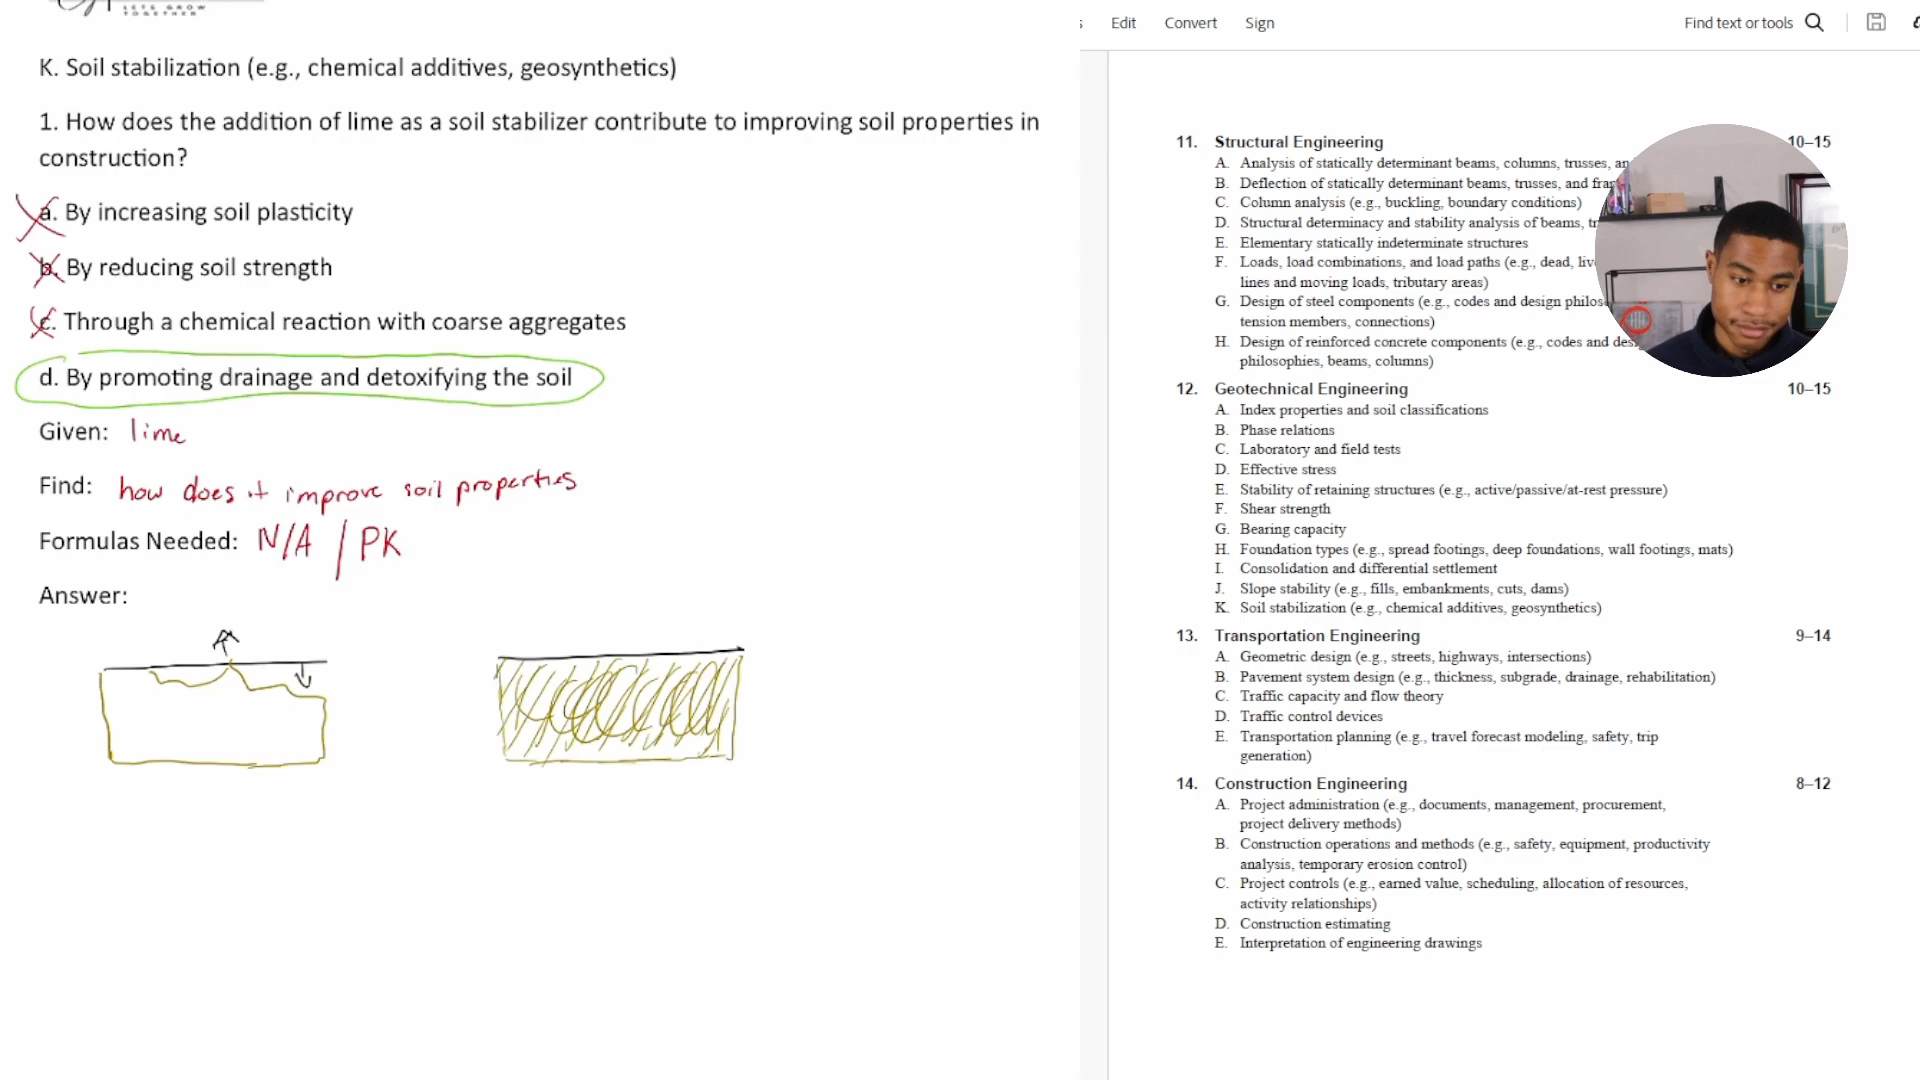 LETS GROW
TOGETHER
K. Soil stabilization (e.g., chemical additives, geosynthetics)
1. How does the addition of lime as a soil stabilizer contribute to improving soil properties in
construction?
a. By increasing soil plasticity
b. By reducing soil strength
c. Through a chemical reaction with coarse aggregates
d. By promoting drainage and detoxifying the soil
Given: lime
Find: how does it improve soil properties
Formulas Needed: N/A / PK
Answer:
Edit Convert Sign
Find text or tools
11. Structural Engineering 10–15
A. Analysis of statically determinant beams, columns, trusses,
B. Deflection of statically determinant beams, trusses, and
C. Column analysis (e.g., buckling, boundary conditions)
D. Structural determinacy and stability analysis of beams,
E. Elementary statically indeterminate structures
F. Loads, load combinations, and load paths (e.g., dead,
lines and moving loads, tributary areas)
G. Design of steel components (e.g., codes and design
tension members, connections)
H. Design of reinforced concrete components (e.g., codes and
philosophies, beams, columns)
12. Geotechnical Engineering 10–15
A. Index properties and soil classifications
B. Phase relations
C. Laboratory and field tests
D. Effective stress
E. Stability of retaining structures (e.g., active/passive/at-rest pressure)
F. Shear strength
G. Bearing capacity
H. Foundation types (e.g., spread footings, deep foundations, wall footings, mats)
I. Consolidation and differential settlement
J. Slope stability (e.g., fills, embankments, cuts, dams)
K. Soil stabilization (e.g., chemical additives, geosynthetics)
13. Transportation Engineering 9–14
A. Geometric design (e.g., streets, highways, intersections)
B. Pavement system design (e.g., thickness, subgrade, drainage, rehabilitation)
C. Traffic capacity and flow theory
D. Traffic control devices
E. Transportation planning (e.g., travel forecast modeling, safety, trip
generation)
14. Construction Engineering 8–12
A. Project administration (e.g., documents, management, procurement,
project delivery methods)
B. Construction operations and methods (e.g., safety, equipment, productivity
analysis, temporary erosion control)
C. Project controls (e.g., earned value, scheduling, allocation of resources,
activity relationships)
D. Construction estimating
E. Interpretation of engineering drawings